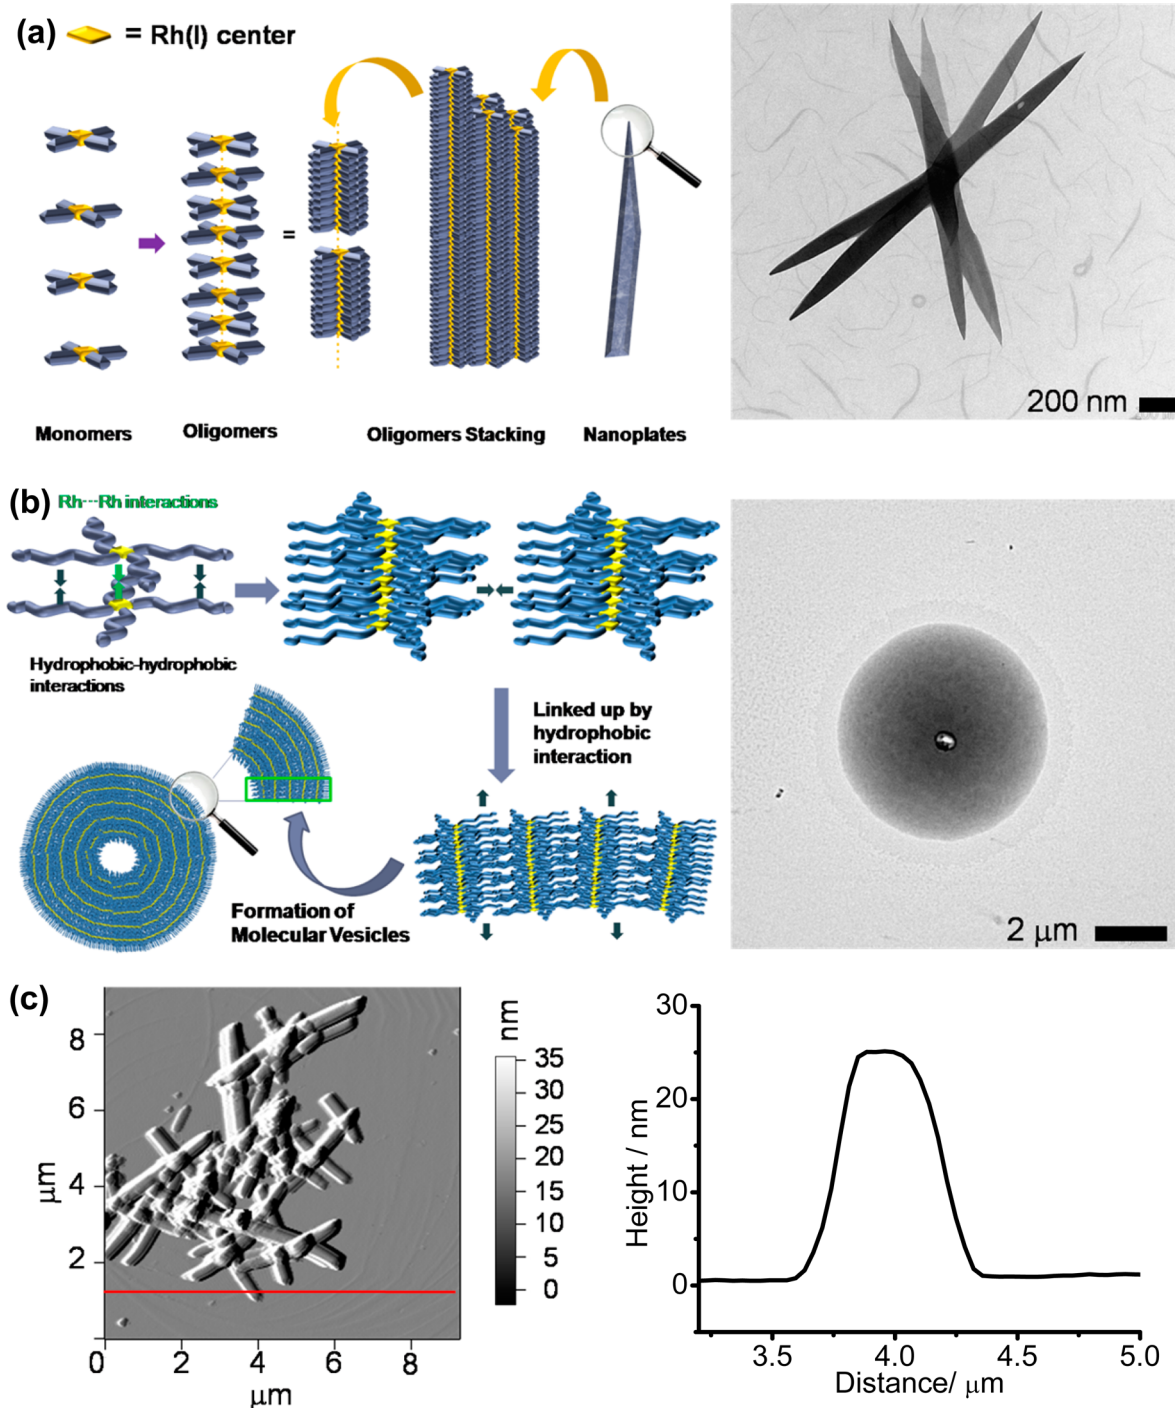 (a) = Rh(I) center
Monomers
Oligomers
=
Oligomers Stacking
Nanoplates
200 nm
(b) Rh---Rh interactions
Hydrophobic-hydrophobic
interactions
Linked up by
hydrophobic
interaction
Formation of
Molecular Vesicles
2 μm
(c)
μm
8
6
4
2
0 2 4 6 8
μm
nm
35
30
25
20
15
10
5
0
Height / nm
30
20
10
0
3.5 4.0 4.5 5.0
Distance/ μm